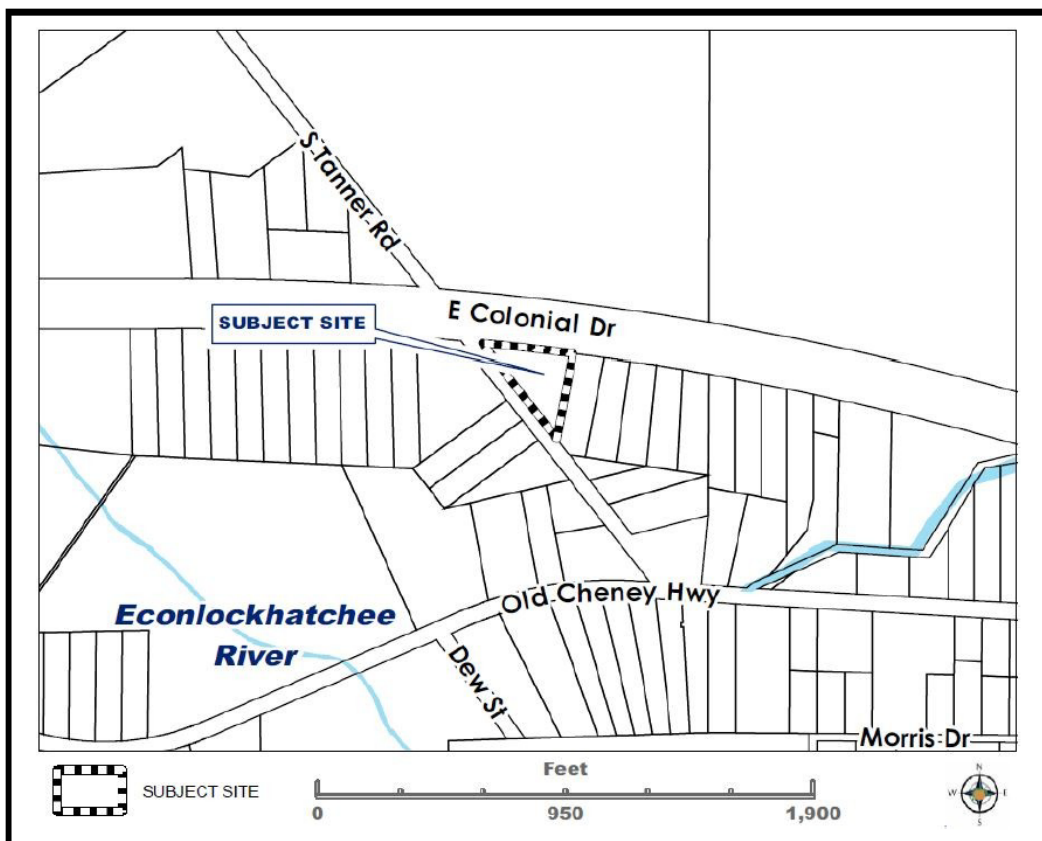 S Tanner Rd
E Colonial Dr
SUBJECT SITE
Old Cheney Hwy
Econlockhatchee
River
Dew St
Morris Dr
SUBJECT SITE
Feet
0 950 1,900
N
W E
S